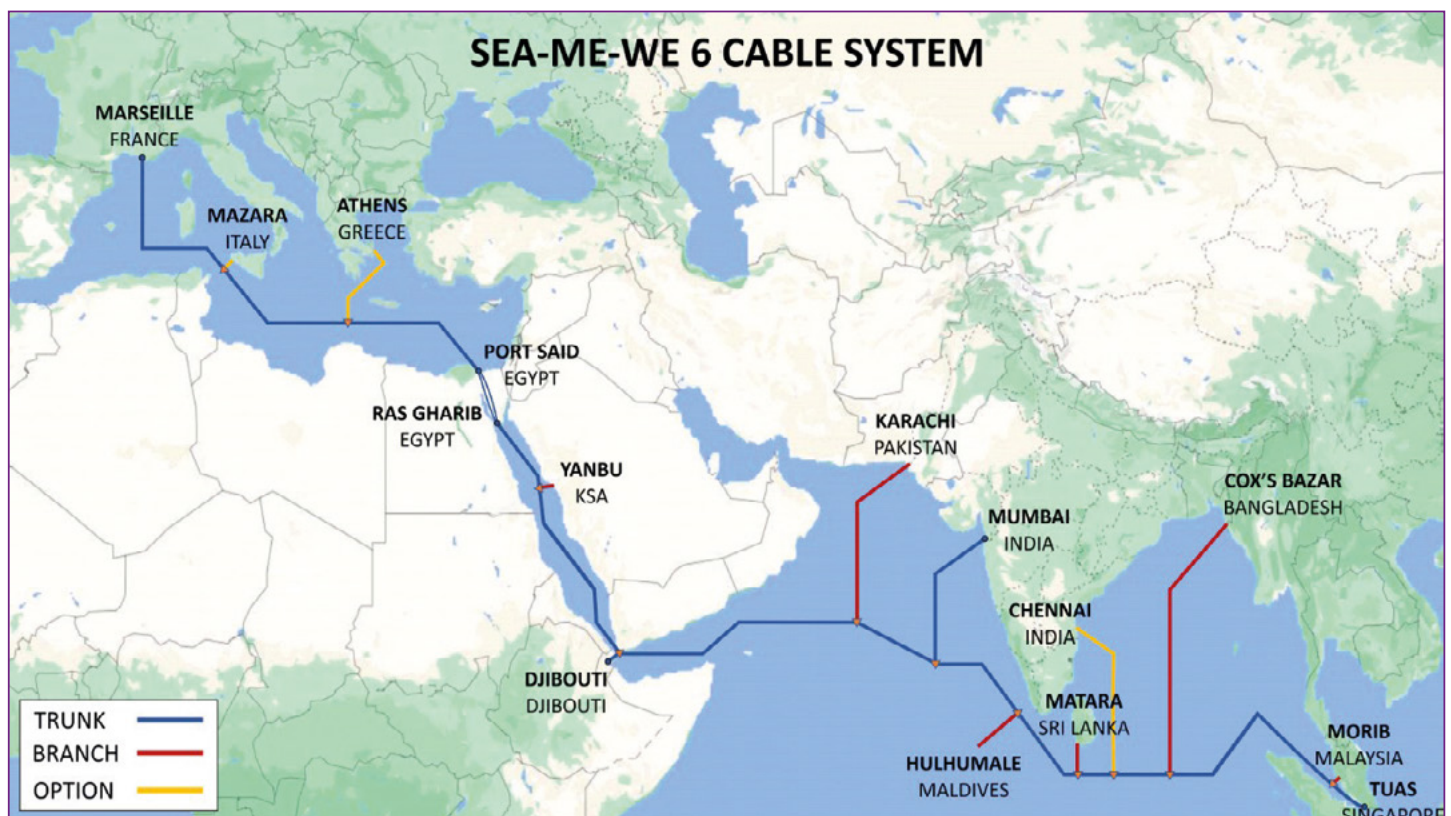 SEA-ME-WE 6 CABLE SYSTEM
MARSEILLE
FRANCE
MAZARA
ITALY
ATHENS
GREECE
PORT SAID
EGYPT
RAS GHARIB
EGYPT
YANBU
KSA
KARACHI
PAKISTAN
COX'S BAZAR
BANGLADESH
MUMBAI
INDIA
CHENNAI
INDIA
DJIBOUTI
DJIBOUTI
MATARA
SRI LANKA
HULHUMALE
MALDIVES
MORIB
MALAYSIA
TUAS
SINGAPORE
TRUNK
BRANCH
OPTION